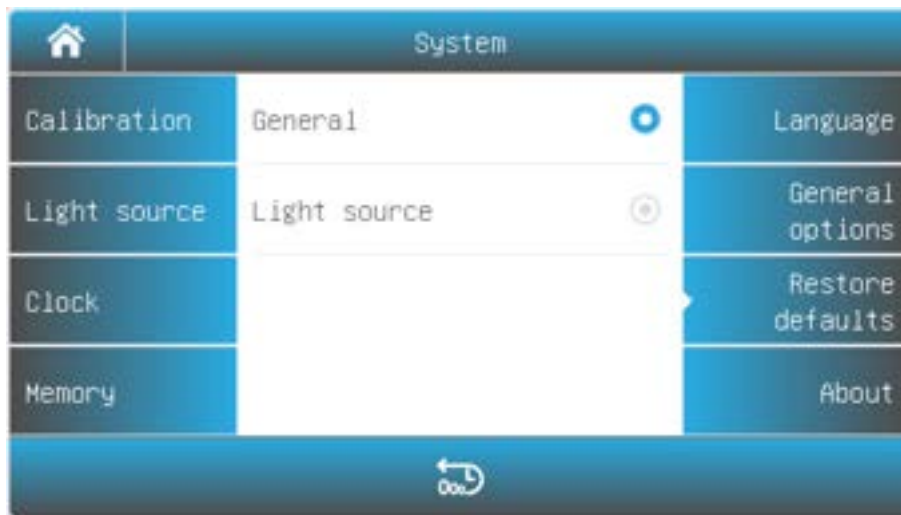 System
Calibration
Light source
Clock
Memory
General
Light source
Language
General
options
Restore
defaults
About